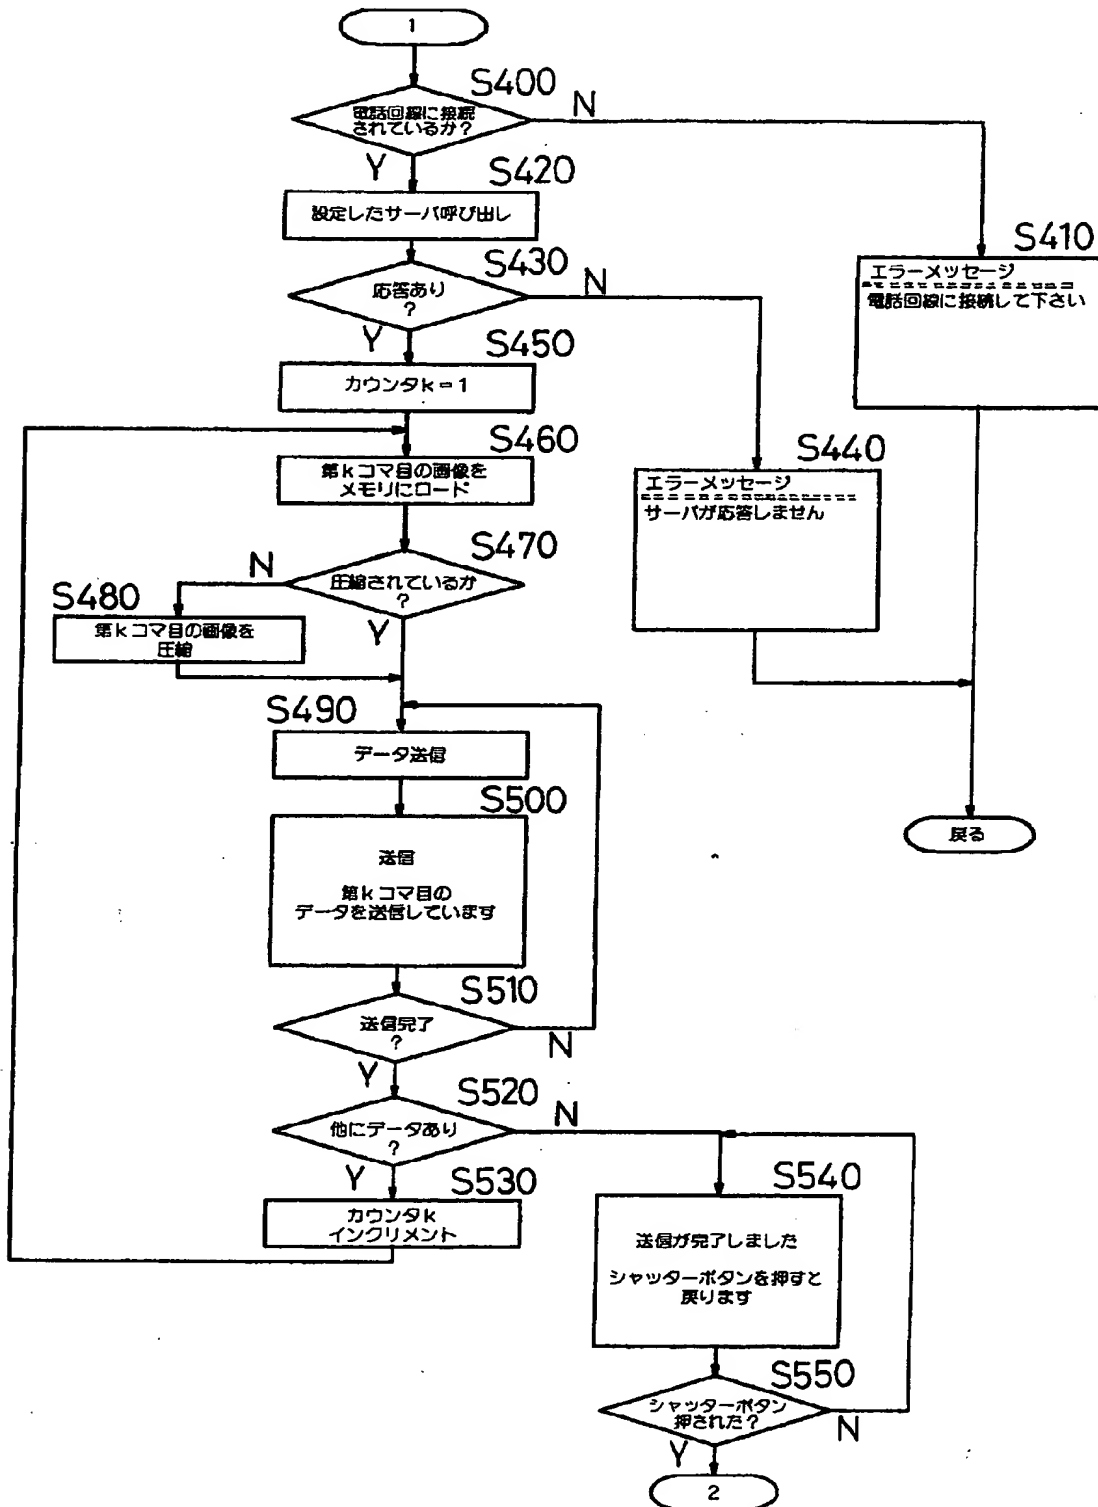 1
S400
電話回線に接続
されているか?
N
Y
S420
設定したサーバ呼び出し
S410
エラーメッセージ
電話回線に接続して下さい
S430
応答あり
?
N
Y
S450
カウンタk=1
S460
第kコマ目の画像を
メモリにロード
S440
エラーメッセージ
サーバが応答しません
S470
圧縮されているか
?
N
Y
S480
第kコマ目の画像を
圧縮
S490
データ送信
S500
送信
第kコマ目の
データを送信しています
戻る
S510
送信完了
?
N
Y
S520
他にデータあり
?
N
Y
S530
カウンタk
インクリメント
S540
送信が完了しました
シャッターボタンを押すと
戻ります
S550
シャッターボタン
押された?
N
Y
2